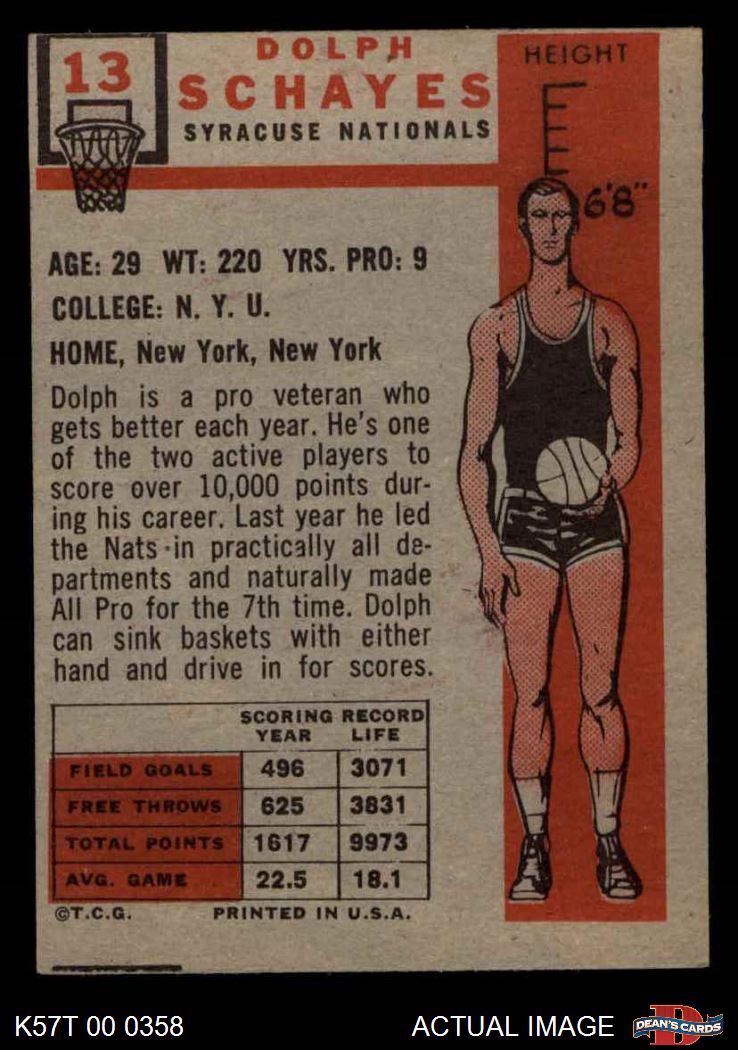 13
DOLPH
SCHAYES
SYRACUSE NATIONALS
HEIGHT
6'8"
AGE: 29 WT: 220 YRS. PRO: 9
COLLEGE: N. Y. U.
HOME, New York, New York
Dolph is a pro veteran who
gets better each year. He's one
of the two active players to
score over 10,000 points dur-
ing his career. Last year he led
the Nats in practically all de-
partments and naturally made
All Pro for the 7th time. Dolph
can sink baskets with either
hand and drive in for scores.
SCORING RECORD
YEAR LIFE
FIELD GOALS 496 3071
FREE THROWS 625 3831
TOTAL POINTS 1617 9973
AVG. GAME 22.5 18.1
©T.C.G. PRINTED IN U.S.A.
K57T 00 0358 ACTUAL IMAGE D DEAN'S CARDS